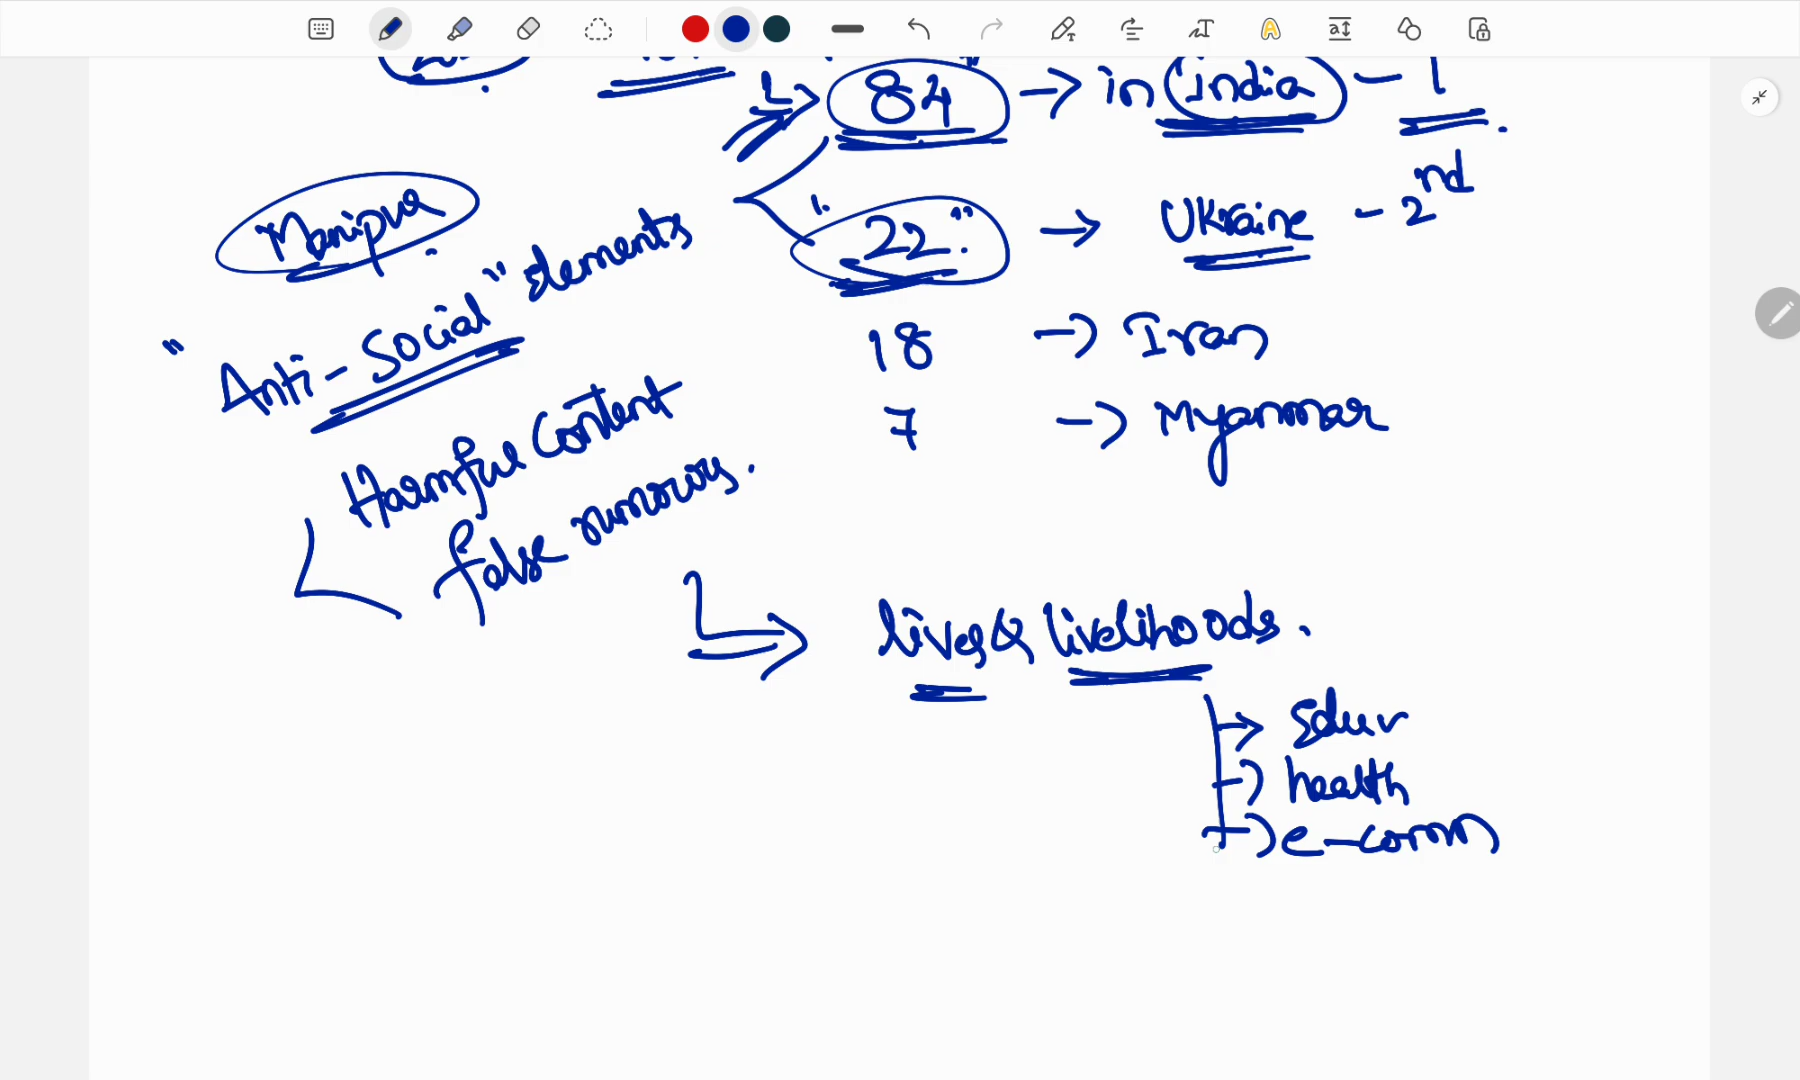 84 → in India - 1
22 → Ukraine - 2nd
18 → Iran
7 → Myanmar
Manipur
"Anti-Social" elements
Harmful Content
false rumours.
lives & livelihoods.
→ health
→ e-comm